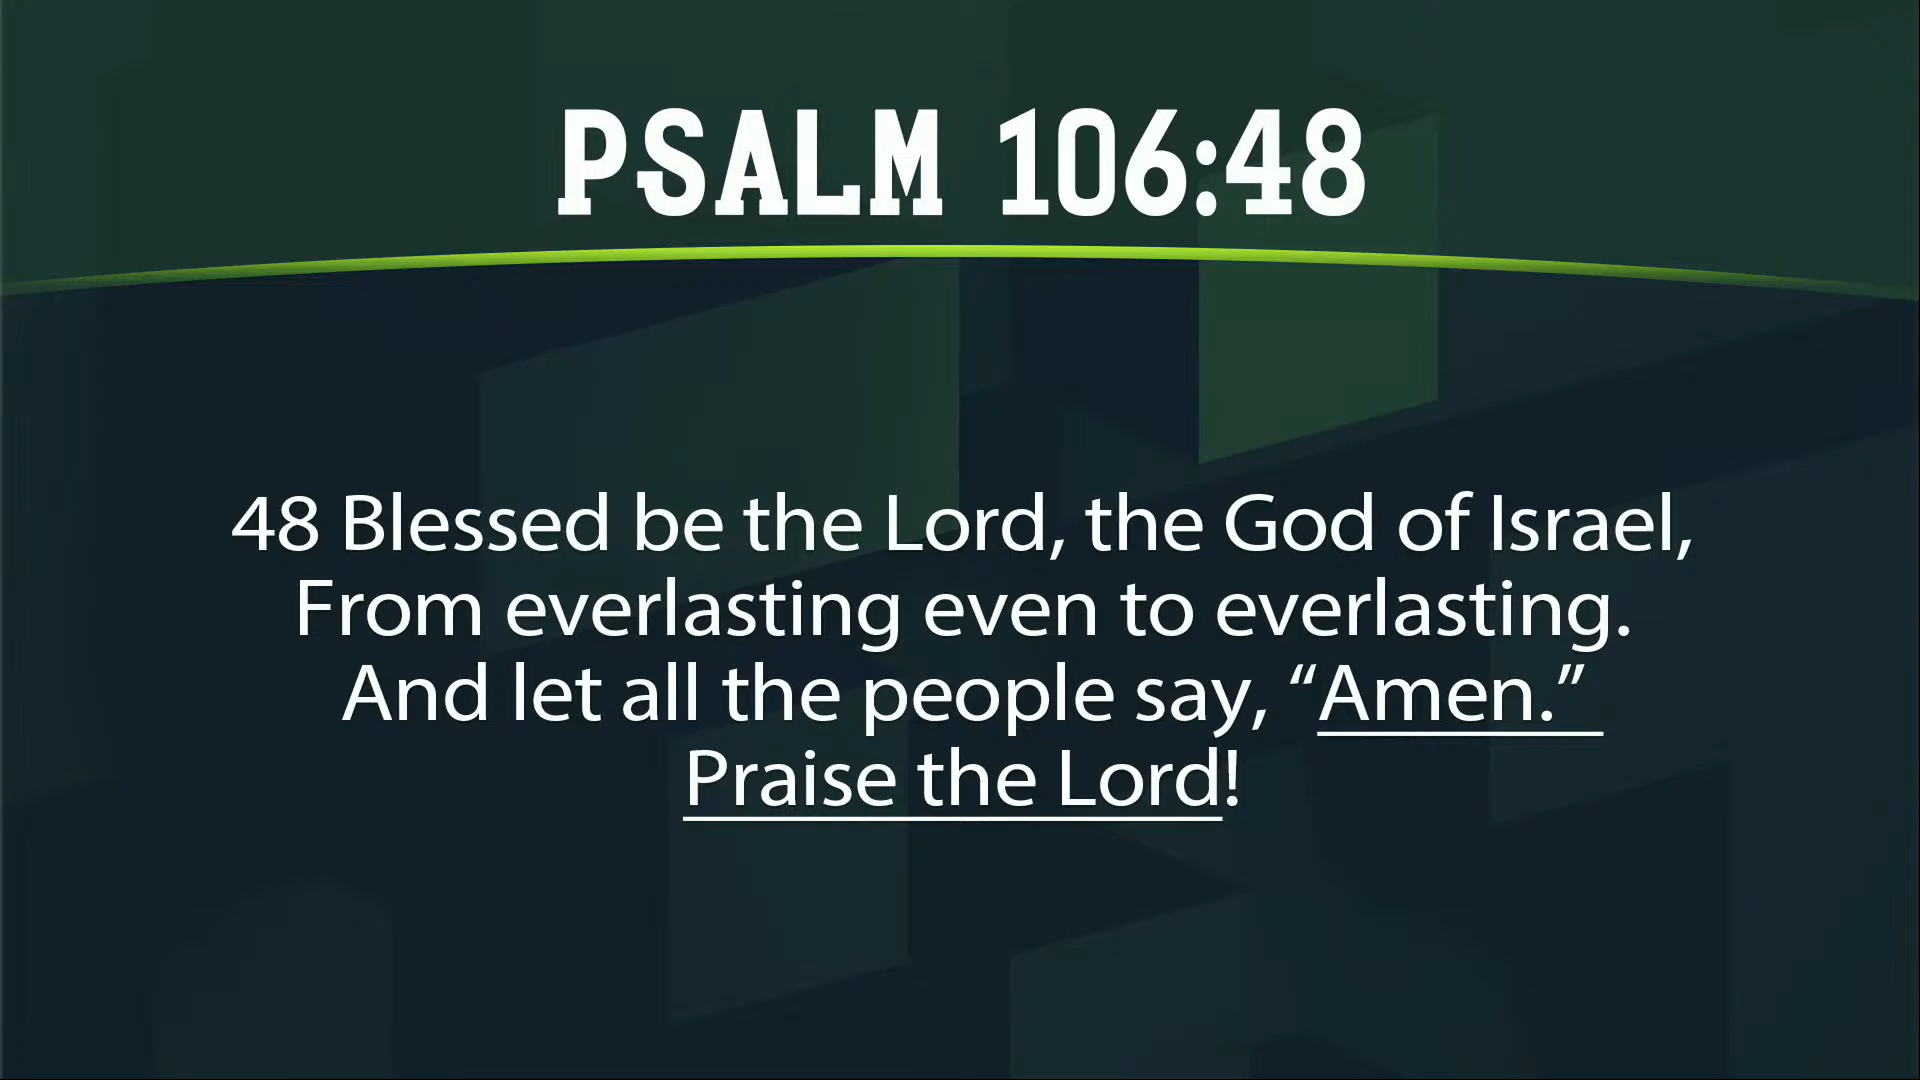 PSALM 106:48
48 Blessed be the Lord, the God of Israel,
From everlasting even to everlasting.
And let all the people say, “Amen.”
Praise the Lord!